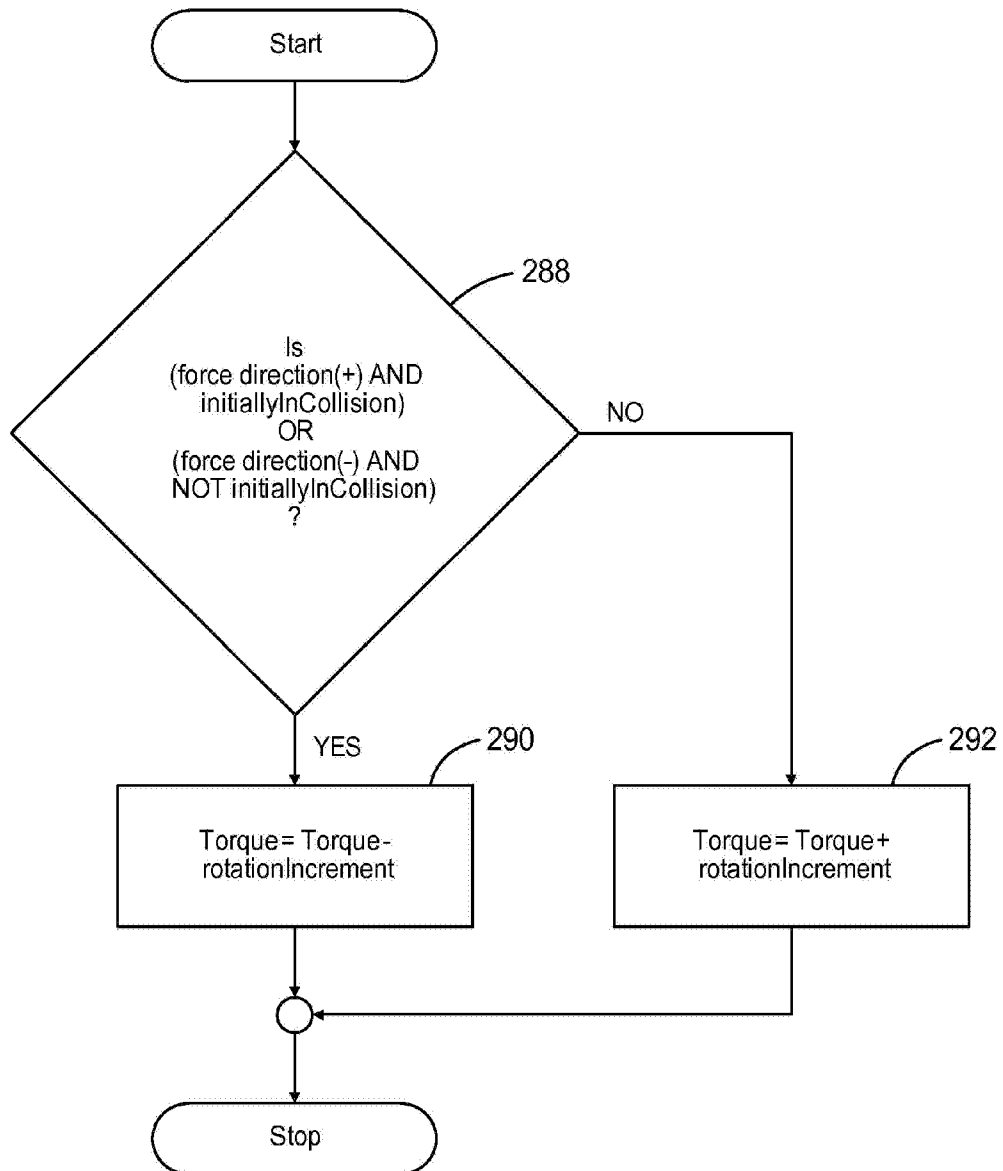 Start
288
Is
(force direction(+) AND
initiallyInCollision)
OR
(force direction(-) AND
NOT initiallyInCollision)
?
NO
YES
290
292
Torque= Torque-
rotationIncrement
Torque= Torque+
rotationIncrement
Stop